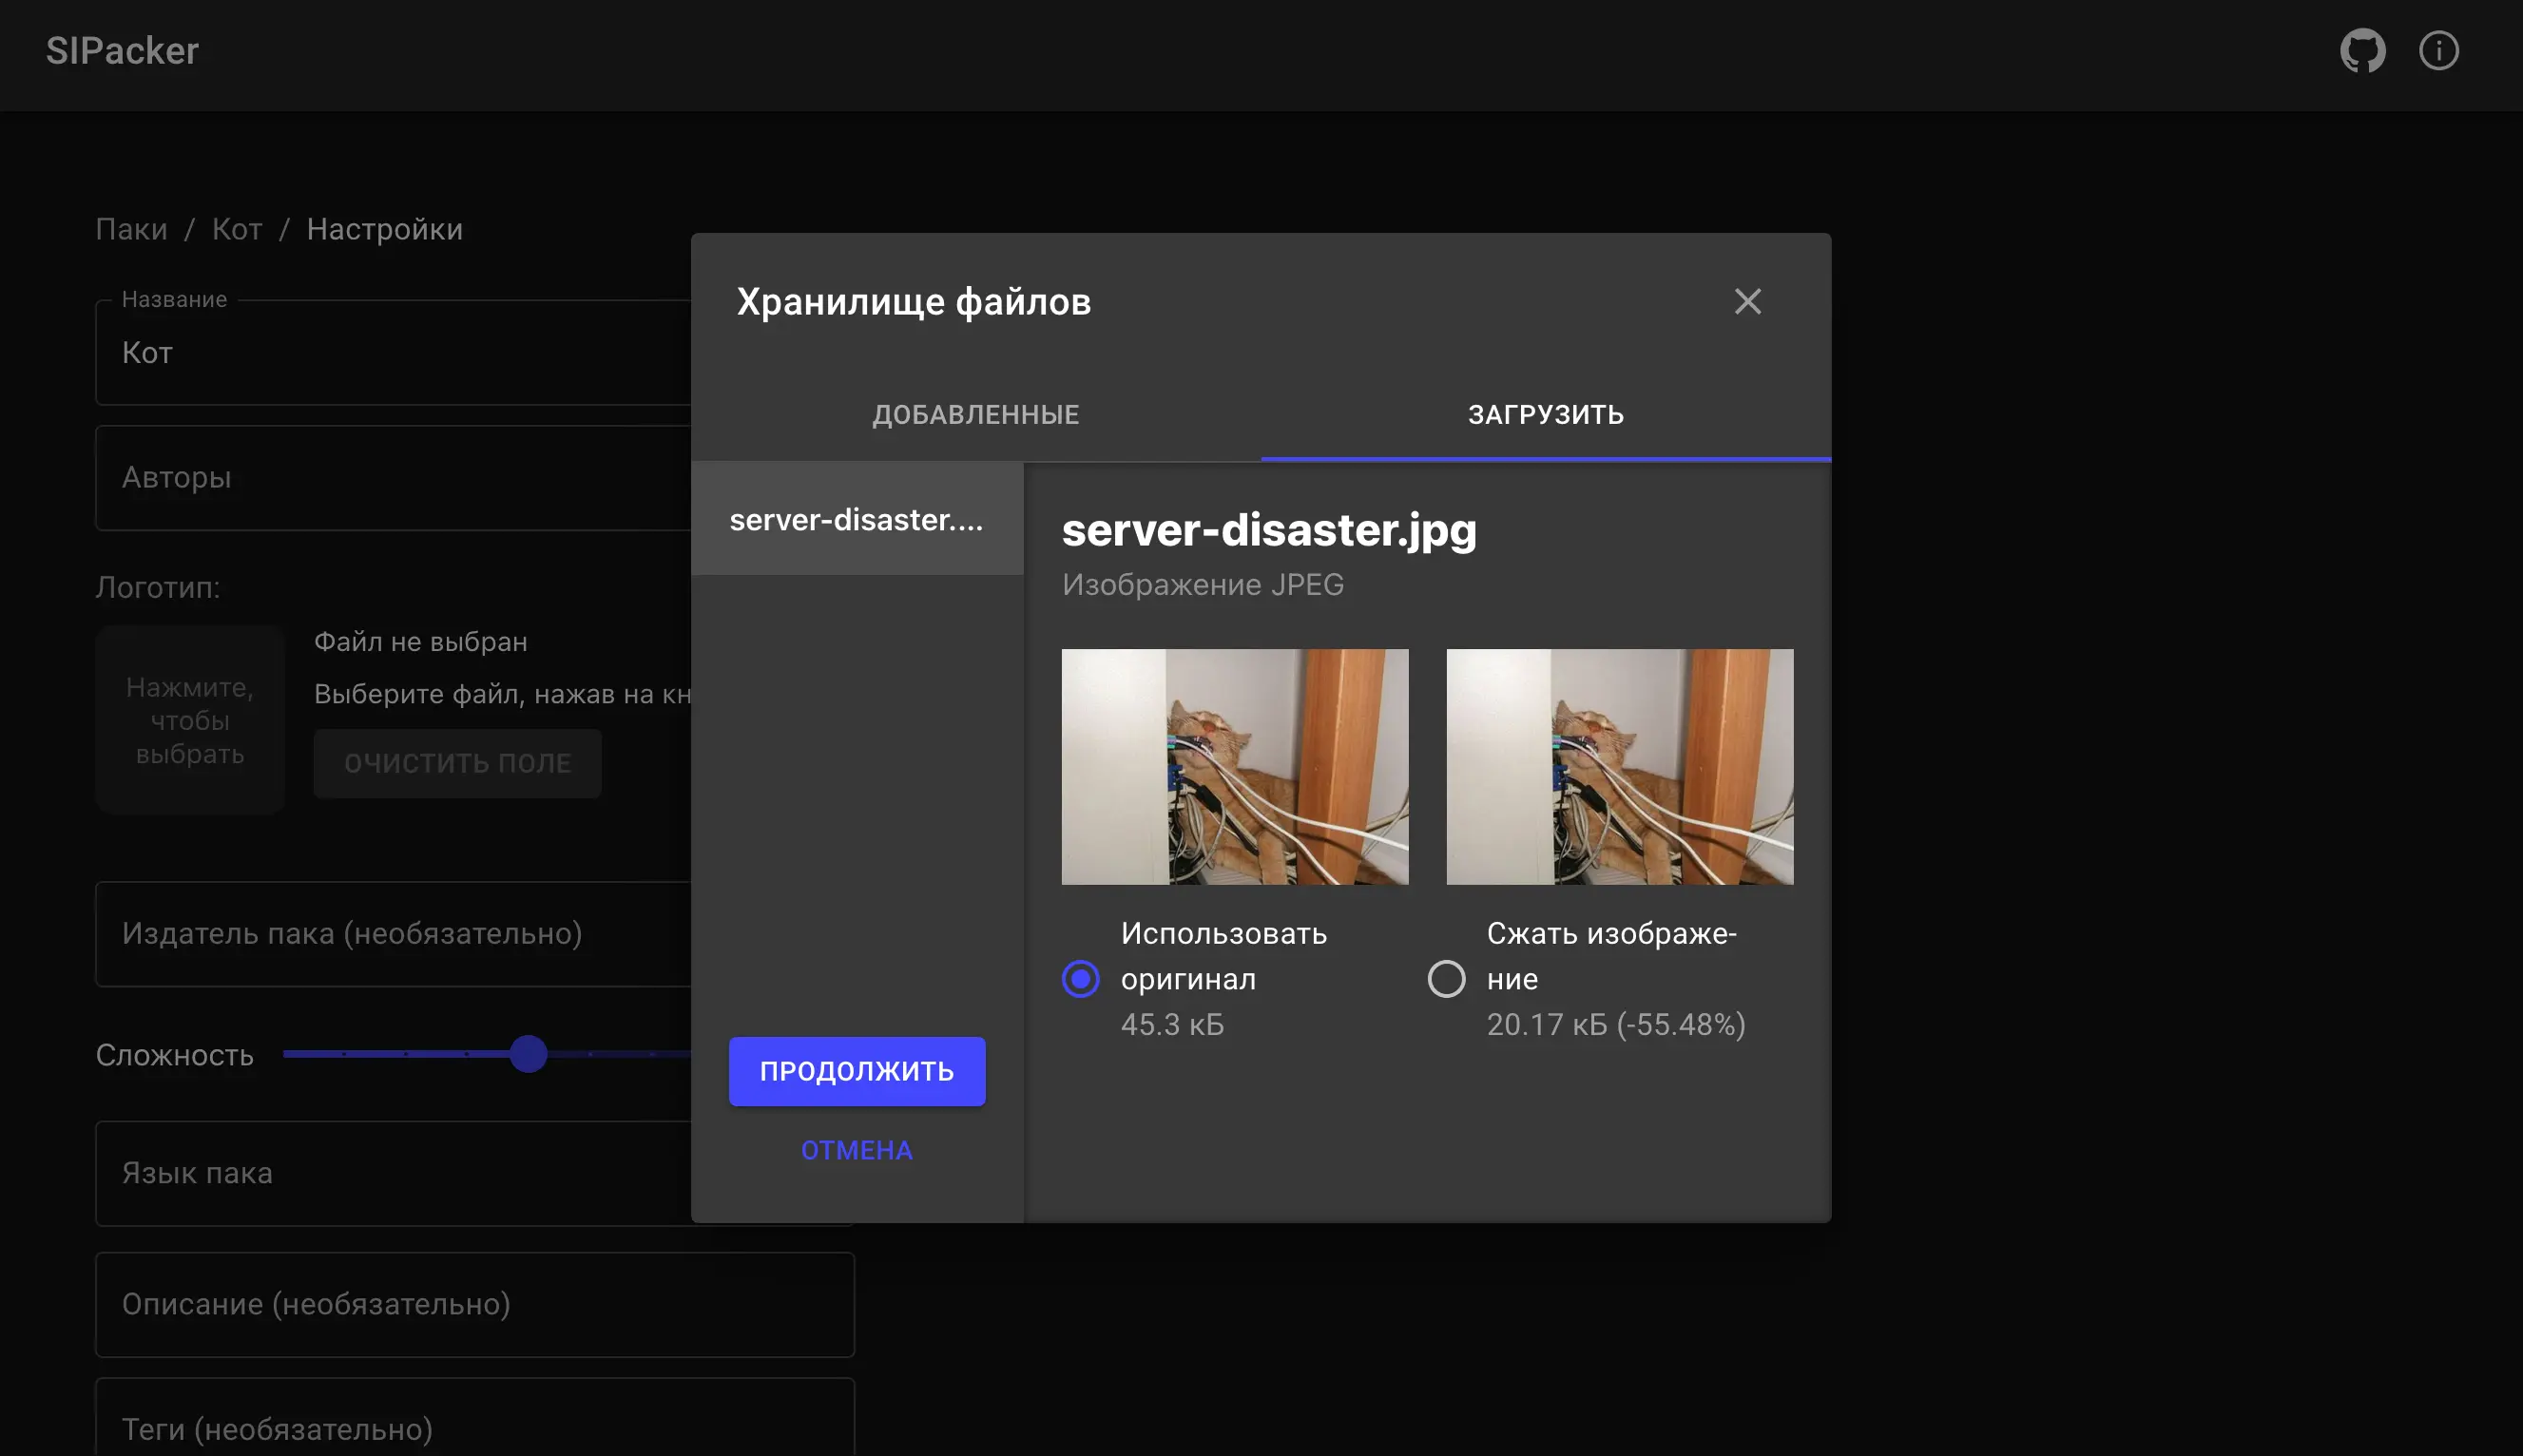 SIPacker
Паки / Кот / Настройки
Название
Кот
Авторы
Логотип:
Нажмите,
чтобы
выбрать
Файл не выбран
Выберите файл, нажав на кн
ОЧИСТИТЬ ПОЛЕ
Издатель пака (необязательно)
Сложность
Язык пака
Описание (необязательно)
Теги (необязательно)
Хранилище файлов
ДОБАВЛЕННЫЕ
ЗАГРУЗИТЬ
server-disaster....
ПРОДОЛЖИТЬ
ОТМЕНА
server-disaster.jpg
Изображение JPEG
Использовать
оригинал
45.3 кБ
Сжать изображе-
ние
20.17 кБ (-55.48%)